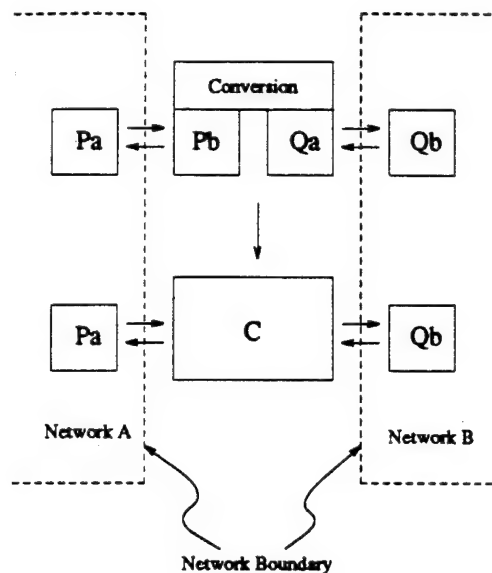 Conversion
Pa Pb Qa Qb
Pa C Qb
Network A Network B
Network Boundary